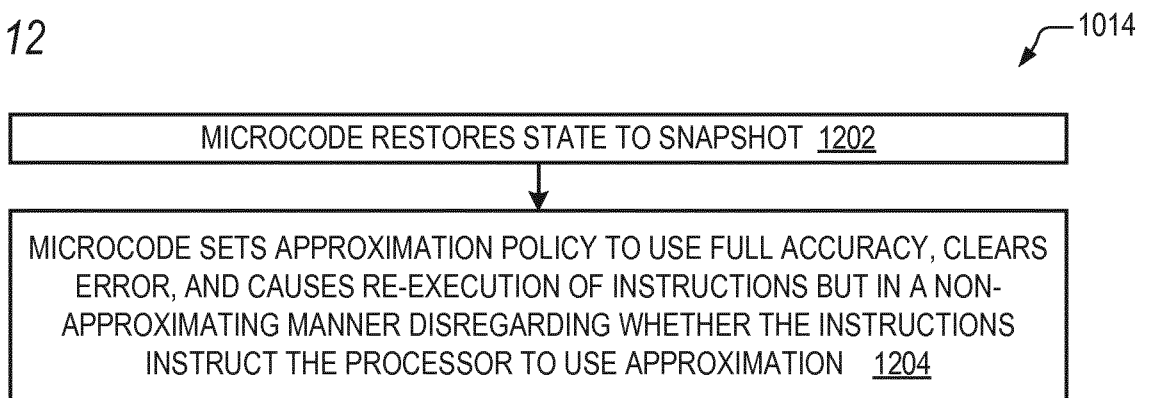 12
1014
MICROCODE RESTORES STATE TO SNAPSHOT 1202
MICROCODE SETS APPROXIMATION POLICY TO USE FULL ACCURACY, CLEARS
ERROR, AND CAUSES RE-EXECUTION OF INSTRUCTIONS BUT IN A NON-
APPROXIMATING MANNER DISREGARDING WHETHER THE INSTRUCTIONS
INSTRUCT THE PROCESSOR TO USE APPROXIMATION 1204